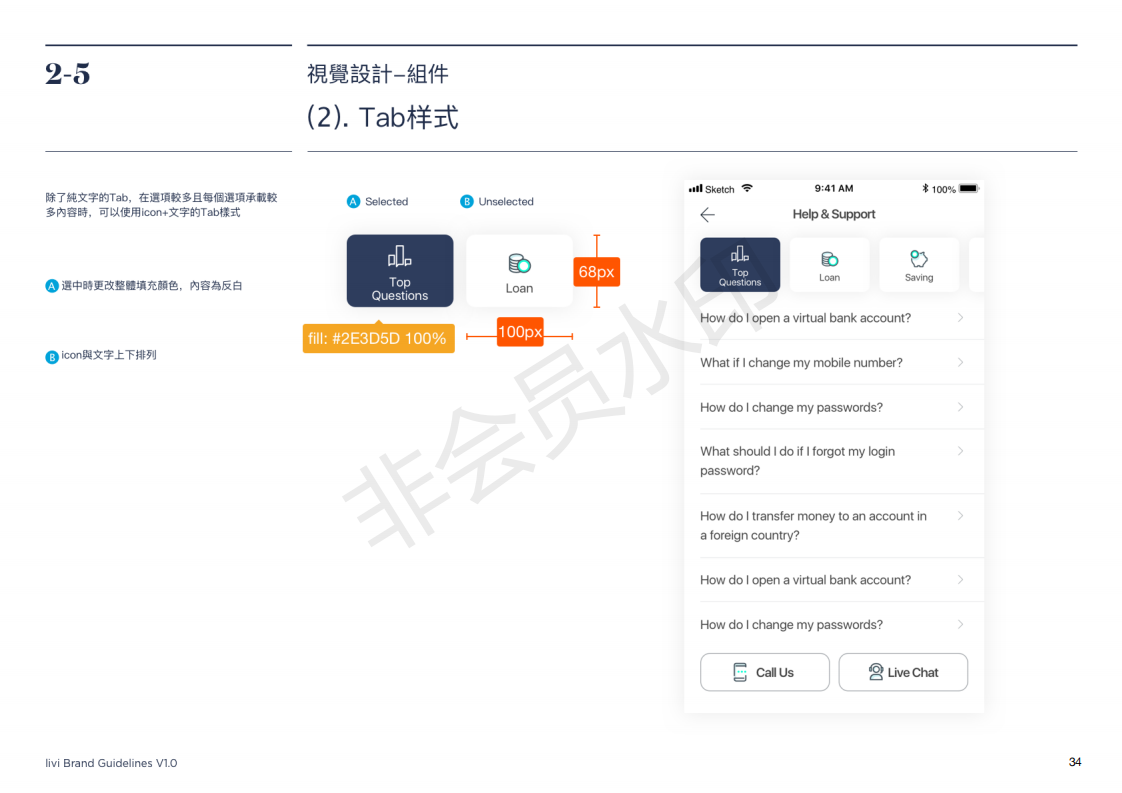 2-5
視覺設計–組件
(2). Tab样式
除了純文字的Tab，在選項較多且每個選項承載較
多內容時，可以使用icon+文字的Tab樣式
A 選中時更改整體填充顏色，內容為反白
B icon與文字上下排列
A Selected
B Unselected
Top
Questions
Loan
68px
fill: #2E3D5D 100%
100px
Sketch
9:41 AM
100%
Help & Support
Top
Questions
Loan
Saving
How do I open a virtual bank account?
What if I change my mobile number?
How do I change my passwords?
What should I do if I forgot my login
password?
How do I transfer money to an account in
a foreign country?
How do I open a virtual bank account?
How do I change my passwords?
Call Us
Live Chat
非会员水印
livi Brand Guidelines V1.0
34